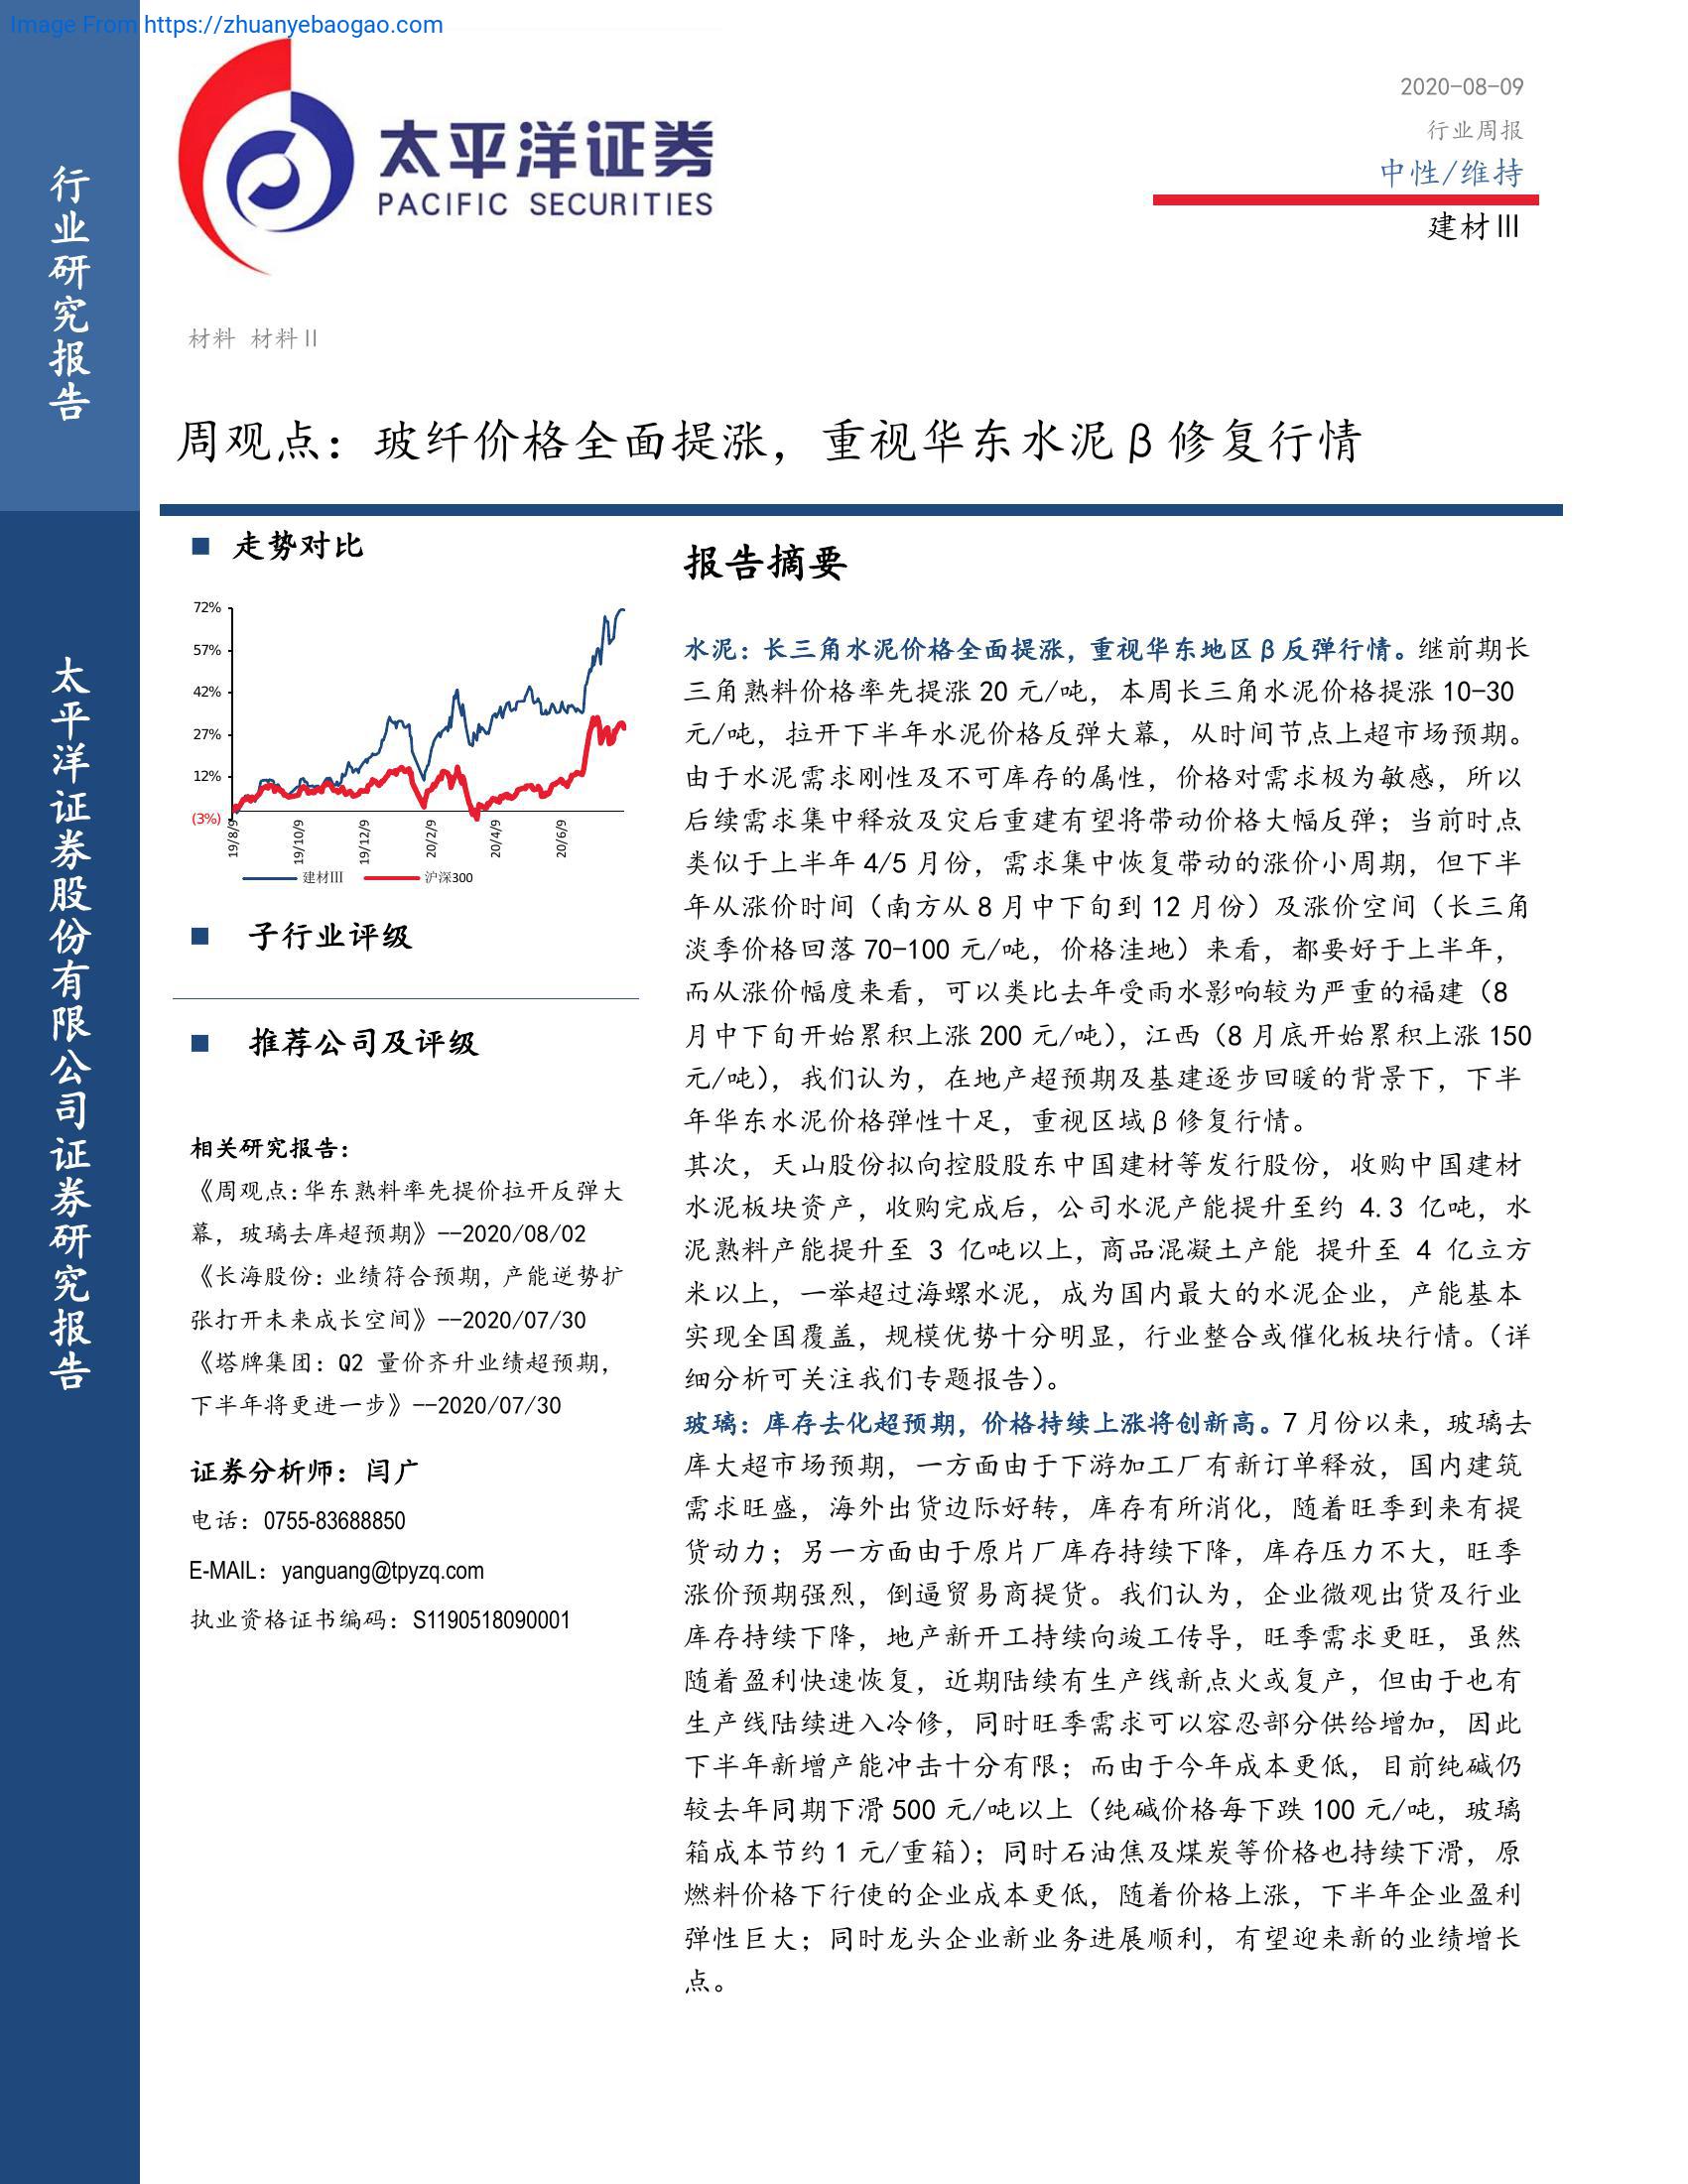 Image From https://zhuanyebaogao.com
行业研究报告
太平洋证券股份有限公司证券研究报告
太平洋证券
PACIFIC SECURITIES
2020-08-09
行业周报
中性/维持
建材Ⅲ
材料 材料Ⅱ
周观点：玻纤价格全面提涨，重视华东水泥β修复行情
■ 走势对比
72%
57%
42%
27%
12%
(3%)
19/8/9
19/10/9
19/12/9
20/2/9
20/4/9
20/6/9
建材Ⅲ
沪深300
■ 子行业评级
■ 推荐公司及评级
相关研究报告：
《周观点:华东熟料率先提价拉开反弹大
幕，玻璃去库超预期》--2020/08/02
《长海股份：业绩符合预期，产能逆势扩
张打开未来成长空间》--2020/07/30
《塔牌集团：Q2 量价齐升业绩超预期，
下半年将更进一步》--2020/07/30
证券分析师：闫广
电话：0755-83688850
E-MAIL：yanguang@tpyzq.com
执业资格证书编码：S1190518090001
报告摘要
水泥：长三角水泥价格全面提涨，重视华东地区β反弹行情。继前期长
三角熟料价格率先提涨 20 元/吨，本周长三角水泥价格提涨 10-30
元/吨，拉开下半年水泥价格反弹大幕，从时间节点上超市场预期。
由于水泥需求刚性及不可库存的属性，价格对需求极为敏感，所以
后续需求集中释放及灾后重建有望将带动价格大幅反弹；当前时点
类似于上半年 4/5 月份，需求集中恢复带动的涨价小周期，但下半
年从涨价时间（南方从 8 月中下旬到 12 月份）及涨价空间（长三角
淡季价格回落 70-100 元/吨，价格洼地）来看，都要好于上半年，
而从涨价幅度来看，可以类比去年受雨水影响较为严重的福建（8
月中下旬开始累积上涨 200 元/吨），江西（8 月底开始累积上涨 150
元/吨），我们认为，在地产超预期及基建逐步回暖的背景下，下半
年华东水泥价格弹性十足，重视区域β修复行情。
其次，天山股份拟向控股股东中国建材等发行股份，收购中国建材
水泥板块资产，收购完成后，公司水泥产能提升至约 4.3 亿吨，水
泥熟料产能提升至 3 亿吨以上，商品混凝土产能 提升至 4 亿立方
米以上，一举超过海螺水泥，成为国内最大的水泥企业，产能基本
实现全国覆盖，规模优势十分明显，行业整合或催化板块行情。（详
细分析可关注我们专题报告）。
玻璃：库存去化超预期，价格持续上涨将创新高。7 月份以来，玻璃去
库大超市场预期，一方面由于下游加工厂有新订单释放，国内建筑
需求旺盛，海外出货边际好转，库存有所消化，随着旺季到来有提
货动力；另一方面由于原片厂库存持续下降，库存压力不大，旺季
涨价预期强烈，倒逼贸易商提货。我们认为，企业微观出货及行业
库存持续下降，地产新开工持续向竣工传导，旺季需求更旺，虽然
随着盈利快速恢复，近期陆续有生产线新点火或复产，但由于也有
生产线陆续进入冷修，同时旺季需求可以容忍部分供给增加，因此
下半年新增产能冲击十分有限；而由于今年成本更低，目前纯碱仍
较去年同期下滑 500 元/吨以上（纯碱价格每下跌 100 元/吨，玻璃
箱成本节约 1 元/重箱）；同时石油焦及煤炭等价格也持续下滑，原
燃料价格下行使的企业成本更低，随着价格上涨，下半年企业盈利
弹性巨大；同时龙头企业新业务进展顺利，有望迎来新的业绩增长
点。